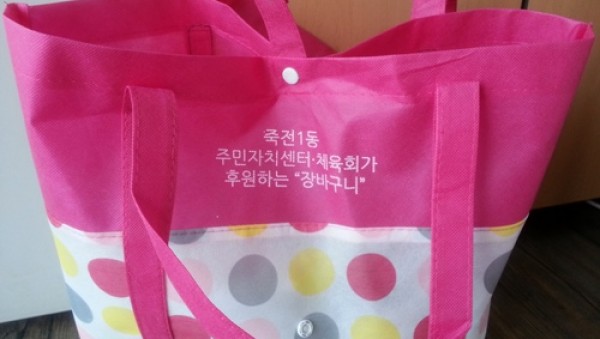 죽전1동
주민자치센터·체육회가
후원하는 "장바구니"